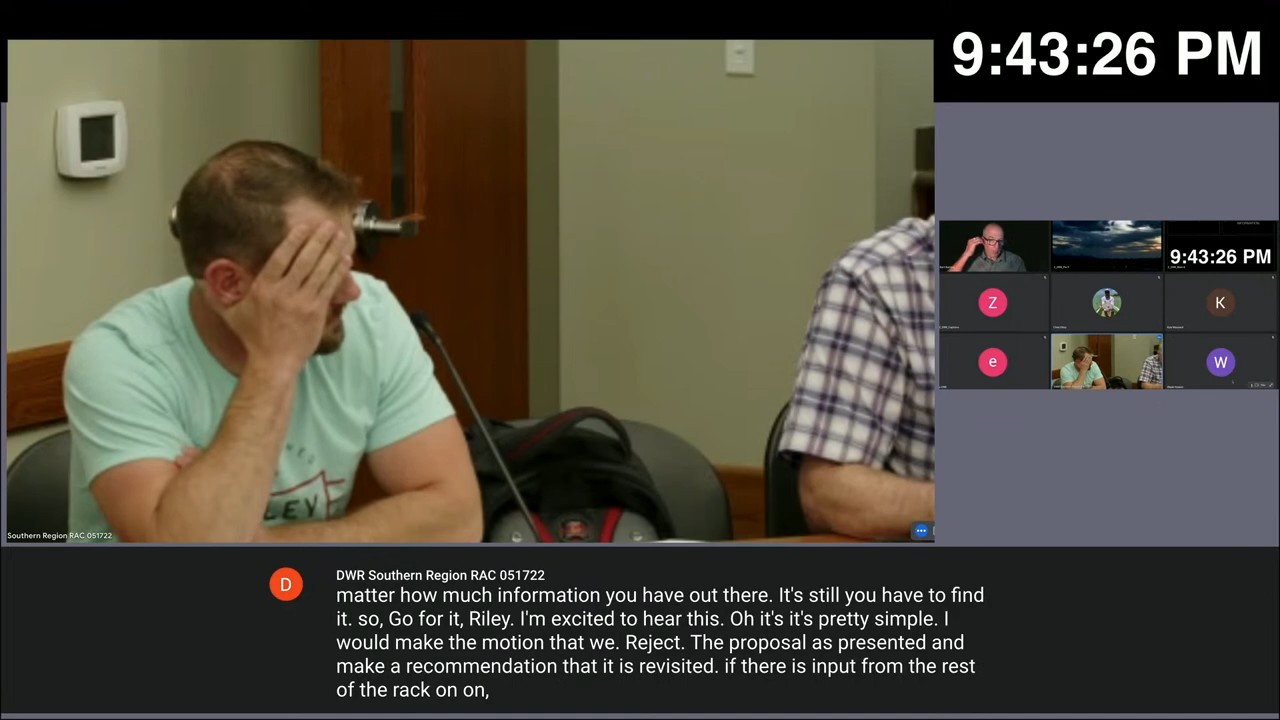 9:43:26 PM
9:43:26 PM
Z
K
e
W
LEY
Southern Region RAC 051722
D
DWR Southern Region RAC 051722
matter how much information you have out there. It's still you have to find
it. so, Go for it, Riley. I'm excited to hear this. Oh it's it's pretty simple. I
would make the motion that we. Reject. The proposal as presented and
make a recommendation that it is revisited. if there is input from the rest
of the rack on on,